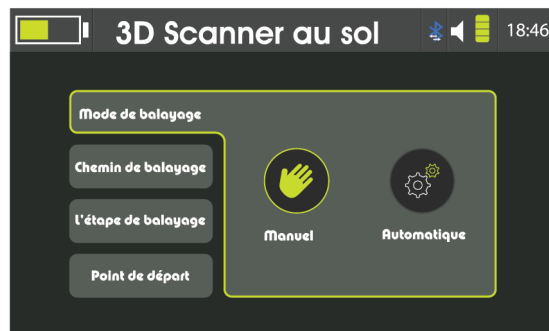 3D Scanner au sol
18:46
Mode de balayage
Chemin de balayage
L'étape de balayage
Point de départ
Manuel
Automatique